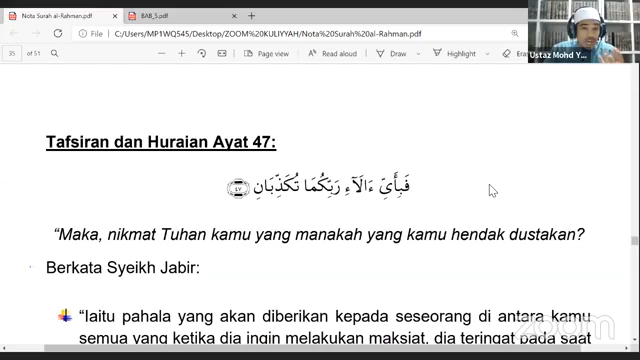 Nota Surah al-Rahman.pdf
BAB_5.pdf
File
C:/Users/MP1WQ545/Desktop/ZOOM%20KULIYYAH/Nota%20Surah%20al-Rahman.pdf
35 of 51
Page view
Read aloud
Draw
Highlight
Erase
Ustaz Mohd Y...
Tafsiran dan Huraian Ayat 47:
فَبِأَيِّ ءَالَآءِ رَبِّكُمَا تُكَذِّبَانِ ٤٧
“Maka, nikmat Tuhan kamu yang manakah yang kamu hendak dustakan?
Berkata Syeikh Jabir:
“Iaitu pahala yang akan diberikan kepada seseorang di antara kamu
semua yang ketika dia ingin melakukan maksiat, dia teringat pada saat
zoom